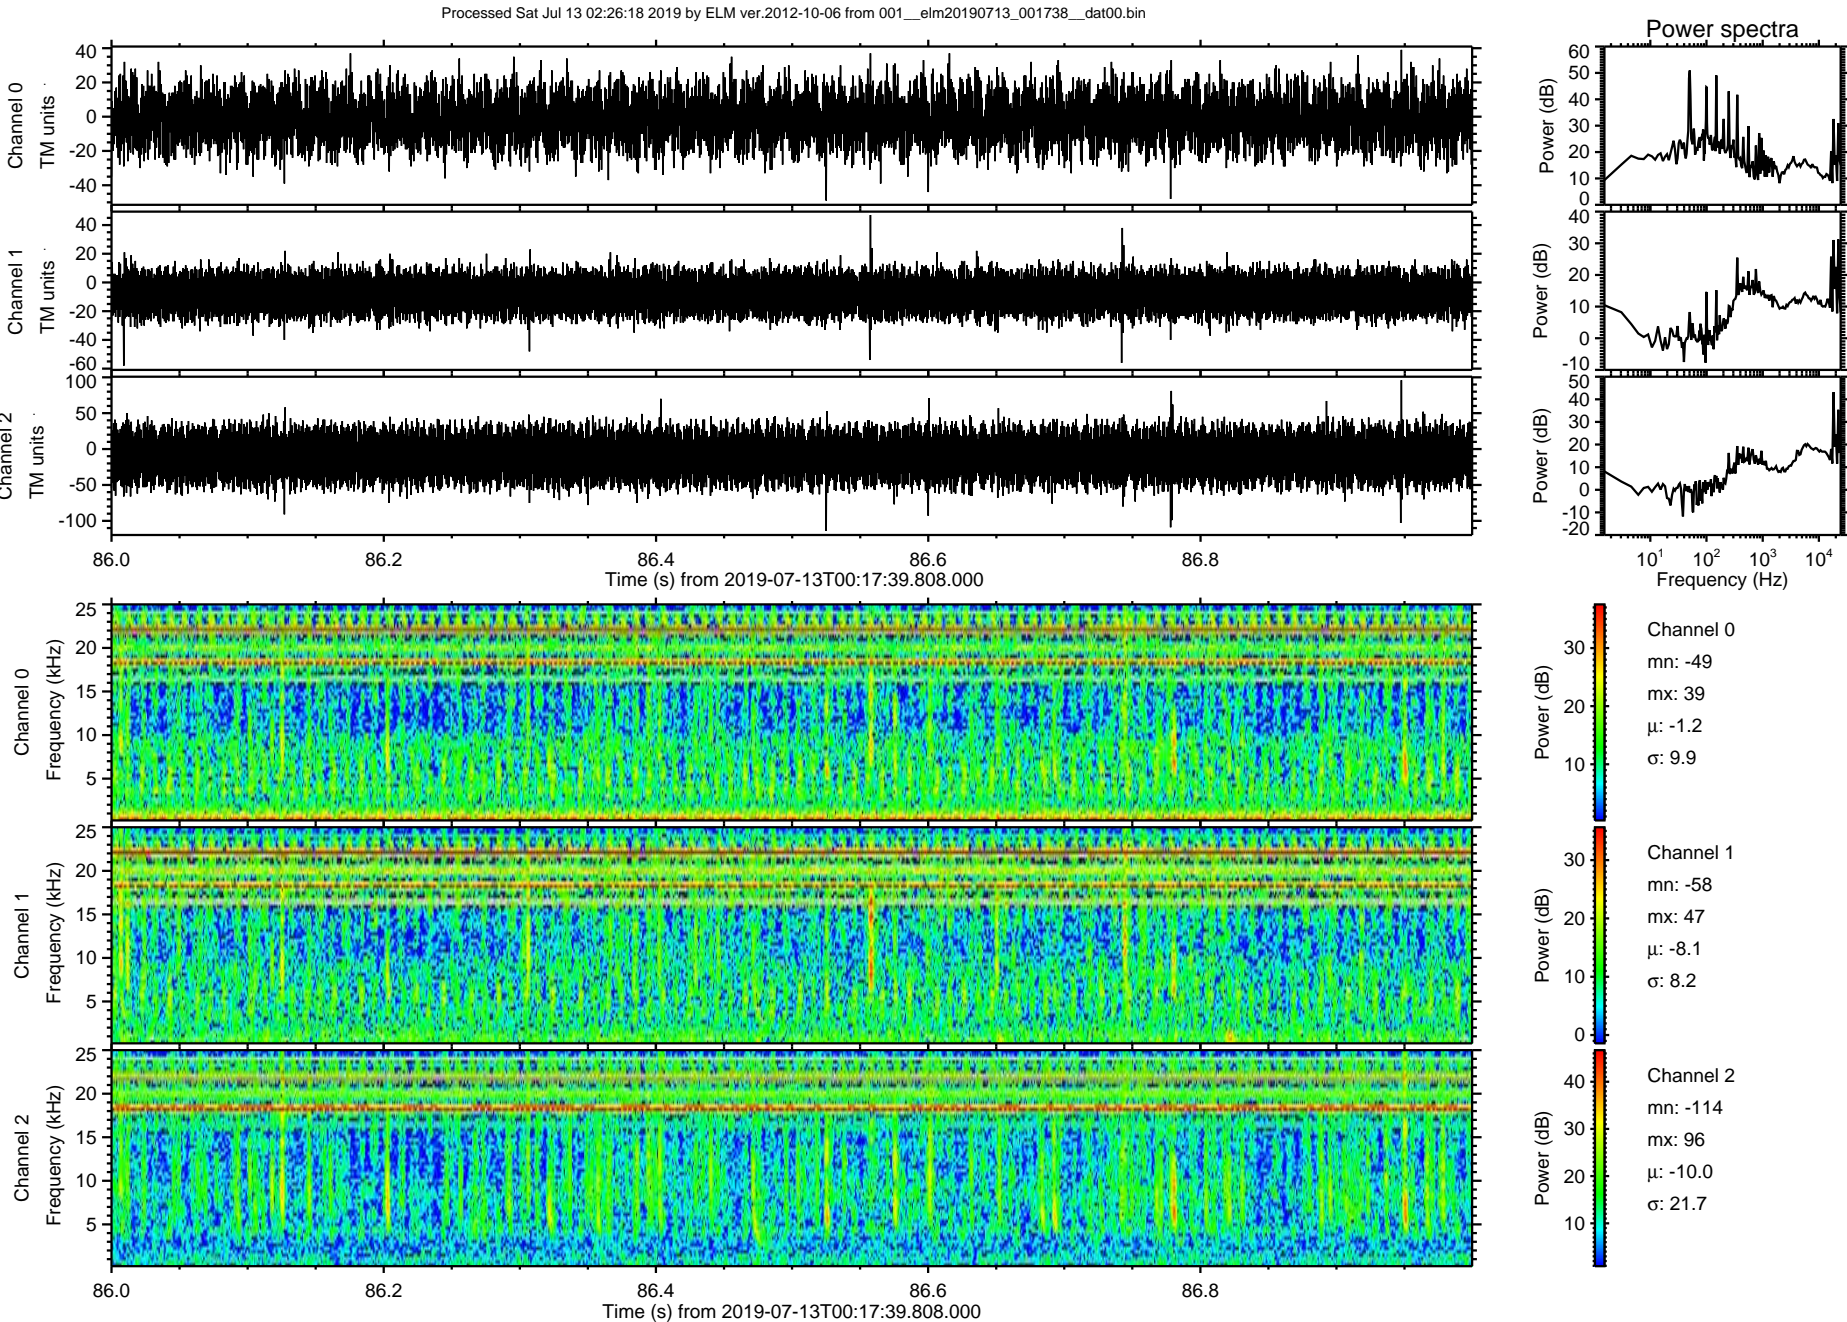 Processed Sat Jul 13 02:26:18 2019 by ELM ver.2012-10-06 from 001__elm20190713_001738__dat00.bin
Power spectra
Channel 0
TM units
40
20
0
-20
-40
Power (dB)
60
50
40
30
20
10
0
Channel 1
TM units
40
20
0
-20
-40
-60
Power (dB)
40
30
20
10
0
-10
Channel 2
TM units
100
50
0
-50
-100
Power (dB)
50
40
30
20
10
0
-10
-20
86.0 86.2 86.4 86.6 86.8
Time (s) from 2019-07-13T00:17:39.808.000
10^1 10^2 10^3 10^4
Frequency (Hz)
Channel 0
Frequency (kHz)
25
20
15
10
5
Power (dB)
30
20
10
Channel 0
mn: -49
mx: 39
μ: -1.2
σ: 9.9
Channel 1
Frequency (kHz)
25
20
15
10
5
Power (dB)
30
20
10
0
Channel 1
mn: -58
mx: 47
μ: -8.1
σ: 8.2
Channel 2
Frequency (kHz)
25
20
15
10
5
Power (dB)
40
30
20
10
Channel 2
mn: -114
mx: 96
μ: -10.0
σ: 21.7
86.0 86.2 86.4 86.6 86.8
Time (s) from 2019-07-13T00:17:39.808.000